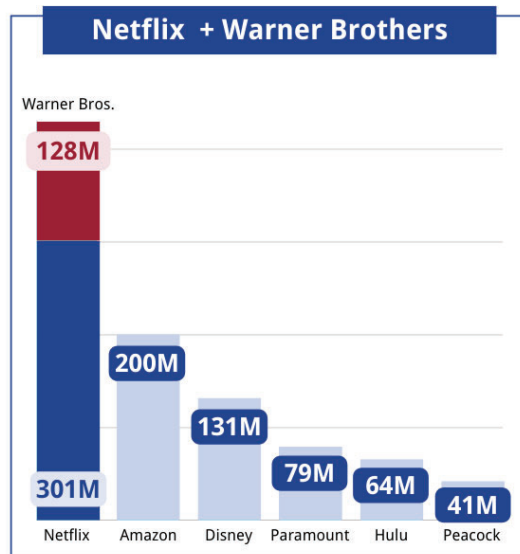 Netflix + Warner Brothers
Warner Bros.
128M
301M
200M
131M
79M
64M
41M
Netflix Amazon Disney Paramount Hulu Peacock